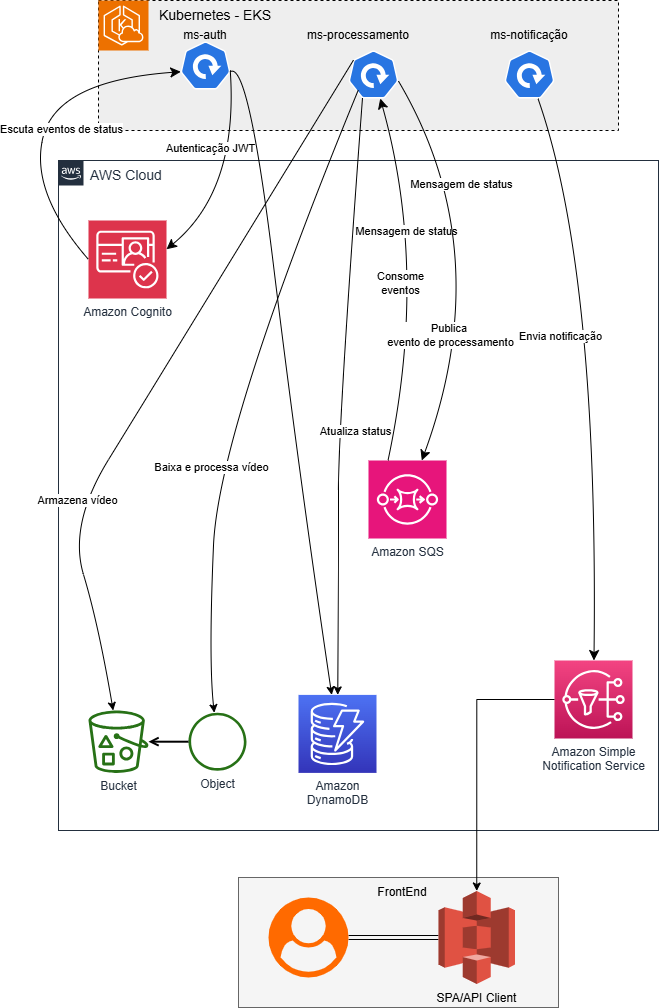 Kubernetes - EKS
ms-auth
ms-processamento
ms-notificação
Escuta eventos de status
Autenticação JWT
aws
AWS Cloud
Mensagem de status
Mensagem de status
Consome
eventos
Amazon Cognito
Publica
evento de processamento
Envia notificação
Atualiza status
Baixa e processa vídeo
Armazena vídeo
Amazon SQS
Bucket
Object
Amazon
DynamoDB
Amazon Simple
Notification Service
FrontEnd
SPA/API Client